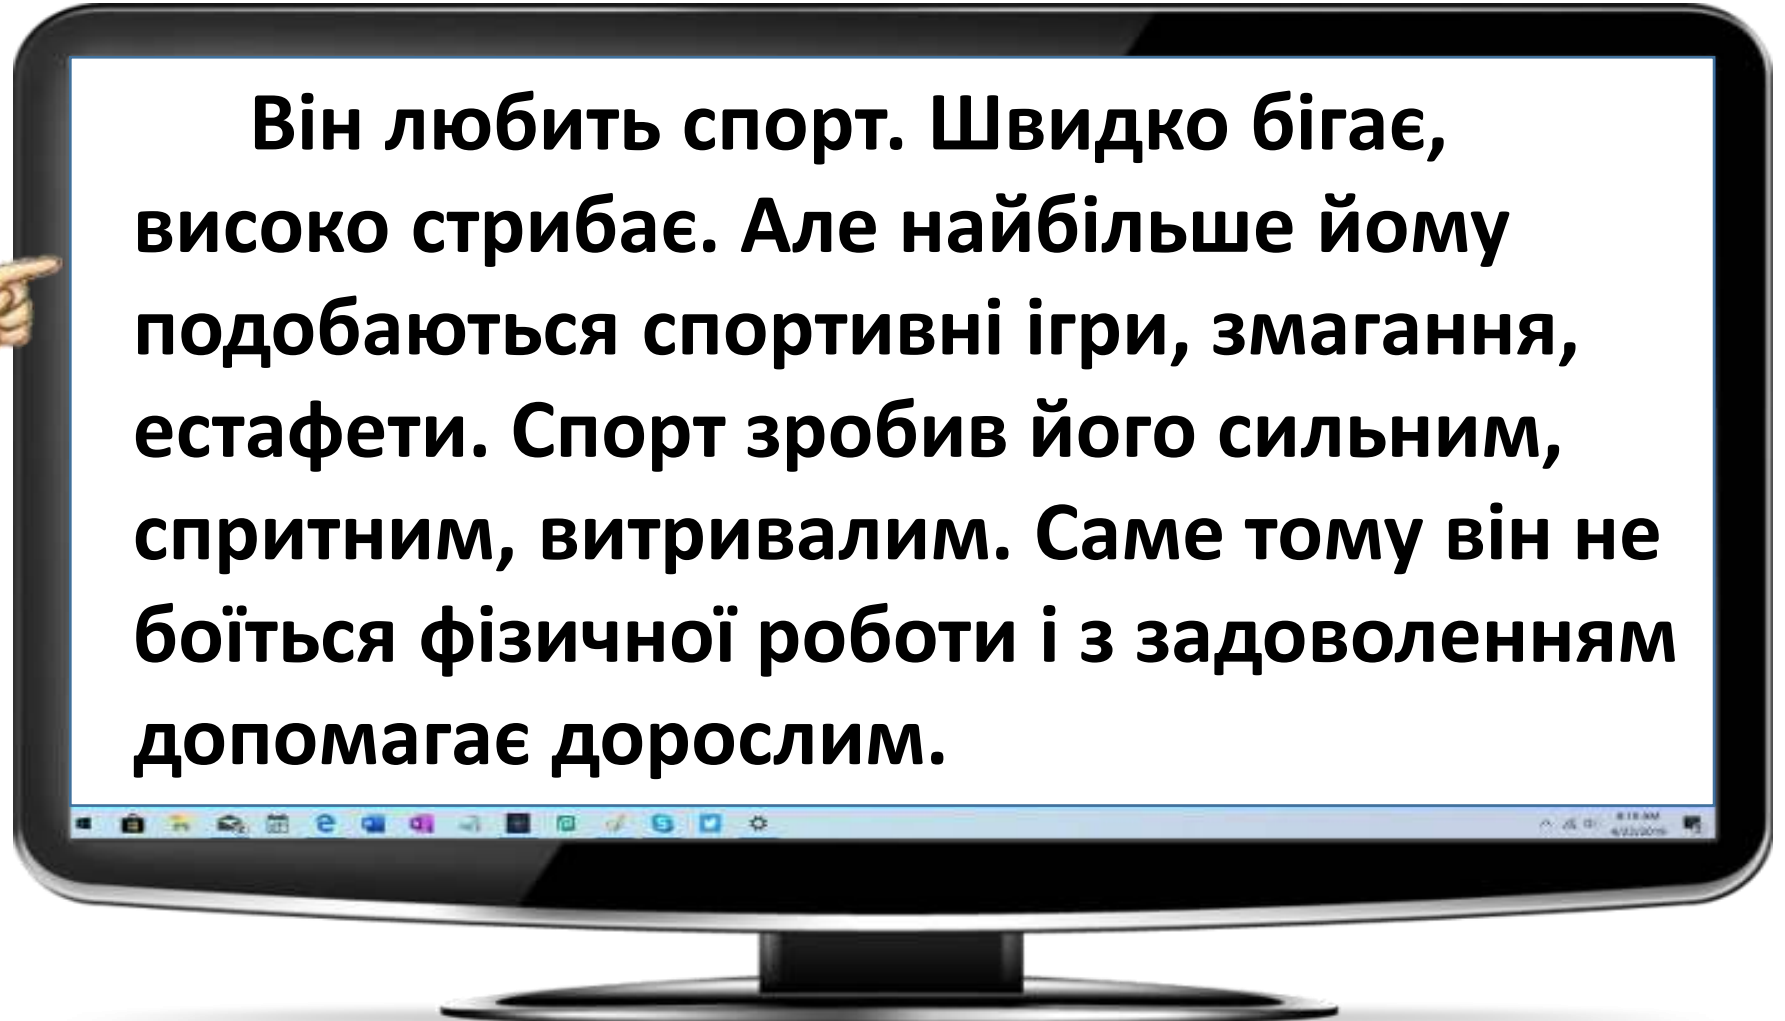 Він любить спорт. Швидко бігає,
високо стрибає. Але найбільше йому
подобаються спортивні ігри, змагання,
естафети. Спорт зробив його сильним,
спритним, витривалим. Саме тому він не
боїться фізичної роботи і з задоволенням
допомагає дорослим.